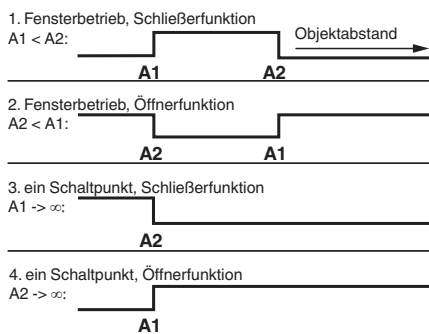 1. Fensterbetrieb, Schließerfunktion
A1 < A2:
Objektabstand
A1 A2
2. Fensterbetrieb, Öffnerfunktion
A2 < A1:
A2 A1
3. ein Schaltpunkt, Schließerfunktion
A1 -> ∞:
A2
4. ein Schaltpunkt, Öffnerfunktion
A2 -> ∞:
A1